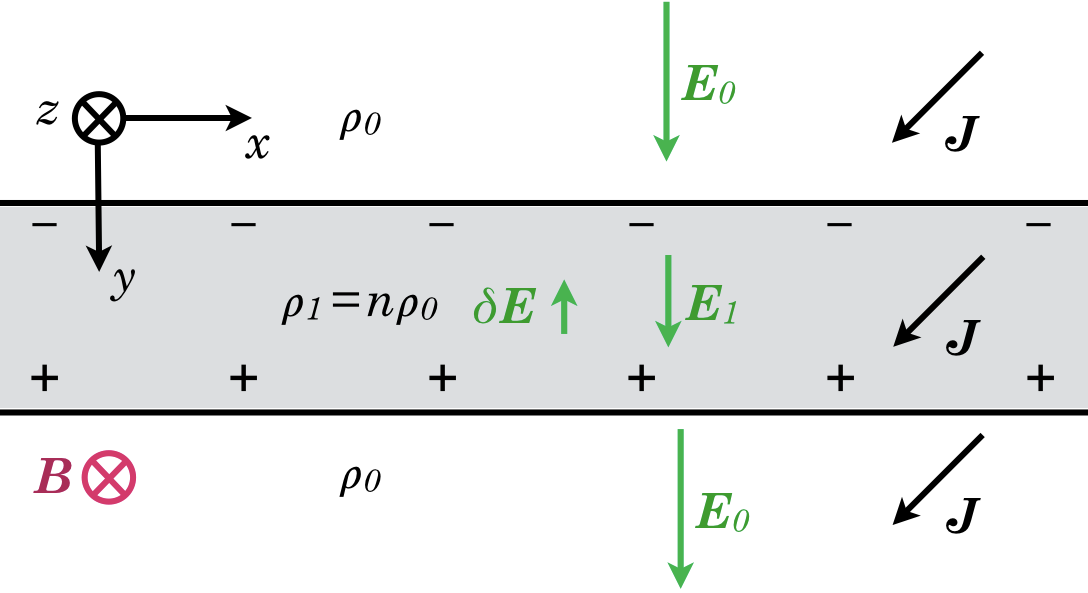 E₀
z
x
ρ₀
J
− − − − − −
y
ρ₁=nρ₀
δE
E₁
J
+ + + + + +
B
ρ₀
E₀
J